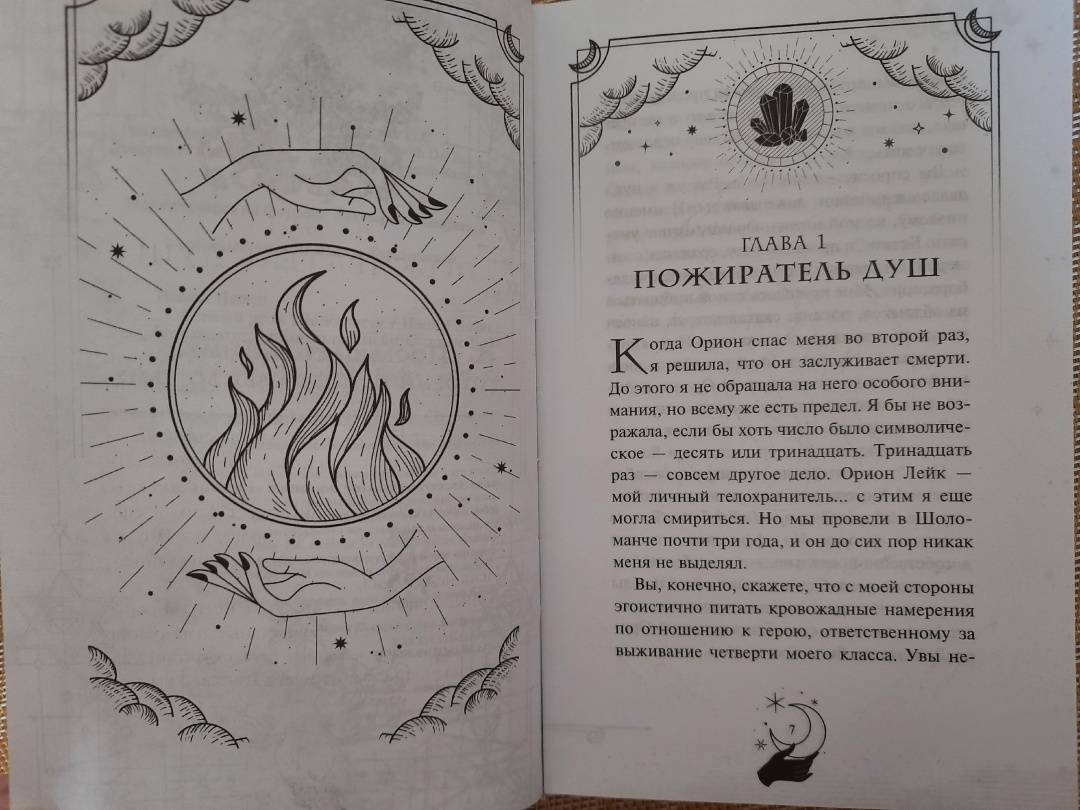 ГЛАВА 1
ПОЖИРАТЕЛЬ ДУШ
Когда Орион спас меня во второй раз,
я решила, что он заслуживает смерти.
До этого я не обращала на него особого вни-
мания, но всему же есть предел. Я бы не воз-
ражала, если бы хоть число было символиче-
ское — десять или тринадцать. Тринадцать
раз — совсем другое дело. Орион Лейк —
мой личный телохранитель... с этим я еще
могла смириться. Но мы провели в Шоло-
манче почти три года, и он до сих пор никак
меня не выделял.
Вы, конечно, скажете, что с моей стороны
эгоистично питать кровожадные намерения
по отношению к герою, ответственному за
выживание четверти моего класса. Увы не-
7